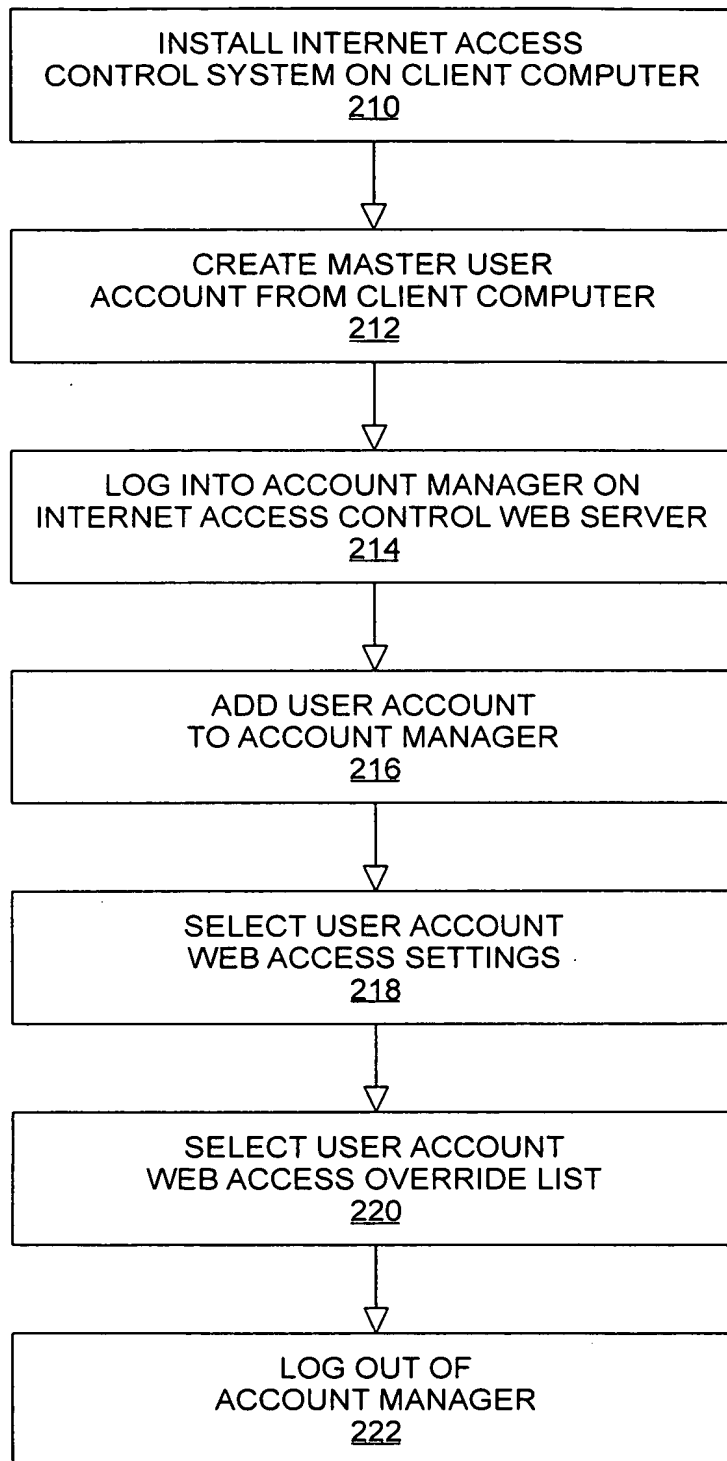 INSTALL INTERNET ACCESS
CONTROL SYSTEM ON CLIENT COMPUTER
210
CREATE MASTER USER
ACCOUNT FROM CLIENT COMPUTER
212
LOG INTO ACCOUNT MANAGER ON
INTERNET ACCESS CONTROL WEB SERVER
214
ADD USER ACCOUNT
TO ACCOUNT MANAGER
216
SELECT USER ACCOUNT
WEB ACCESS SETTINGS
218
SELECT USER ACCOUNT
WEB ACCESS OVERRIDE LIST
220
LOG OUT OF
ACCOUNT MANAGER
222